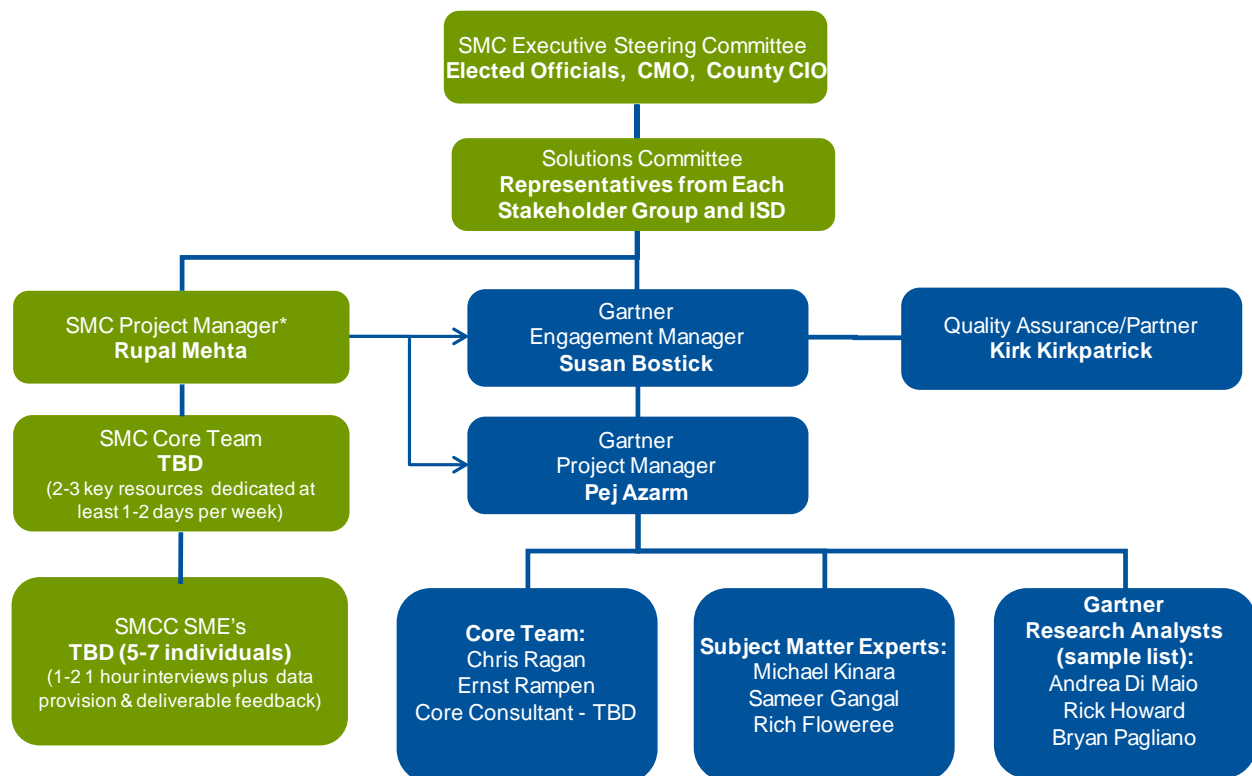 SMC Executive Steering Committee
Elected Officials, CMO, County CIO
Solutions Committee
Representatives from Each
Stakeholder Group and ISD
SMC Project Manager*
Rupal Mehta
Gartner
Engagement Manager
Susan Bostick
Quality Assurance/Partner
Kirk Kirkpatrick
SMC Core Team
TBD
(2-3 key resources dedicated at
least 1-2 days per week)
Gartner
Project Manager
Pej Azarm
SMCC SME's
TBD (5-7 individuals)
(1-2 1 hour interviews plus data
provision & deliverable feedback)
Core Team:
Chris Ragan
Ernst Rampen
Core Consultant - TBD
Subject Matter Experts:
Michael Kinara
Sameer Gangal
Rich Floweree
Gartner
Research Analysts
(sample list):
Andrea Di Maio
Rick Howard
Bryan Pagliano